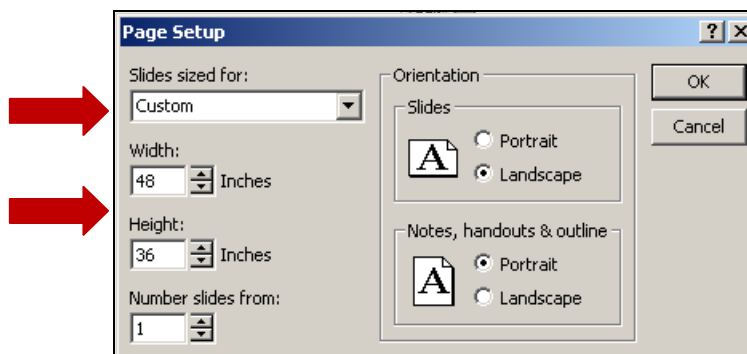 Page Setup
Slides sized for:
Custom
Width:
48 Inches
Height:
36 Inches
Number slides from:
1
Orientation
Slides
A
Portrait
Landscape
Notes, handouts & outline
A
Portrait
Landscape
OK
Cancel